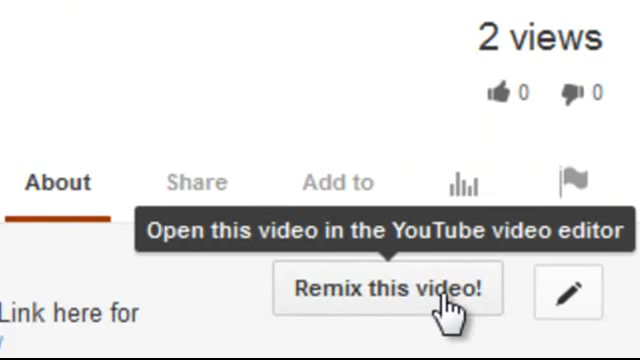 2 views
0 0
About Share Add to
Open this video in the YouTube video editor
Remix this video!
Link here for